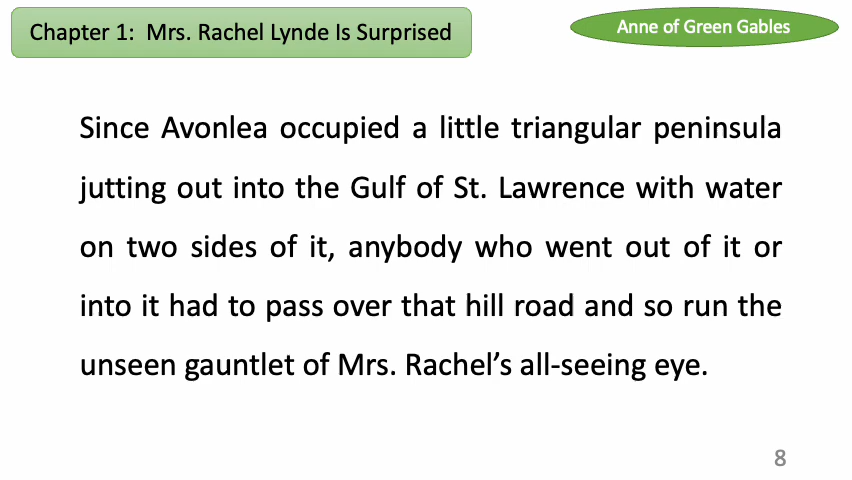 Chapter 1:  Mrs. Rachel Lynde Is Surprised
Anne of Green Gables
Since Avonlea occupied a little triangular peninsula
jutting out into the Gulf of St. Lawrence with water
on two sides of it, anybody who went out of it or
into it had to pass over that hill road and so run the
unseen gauntlet of Mrs. Rachel’s all-seeing eye.
8